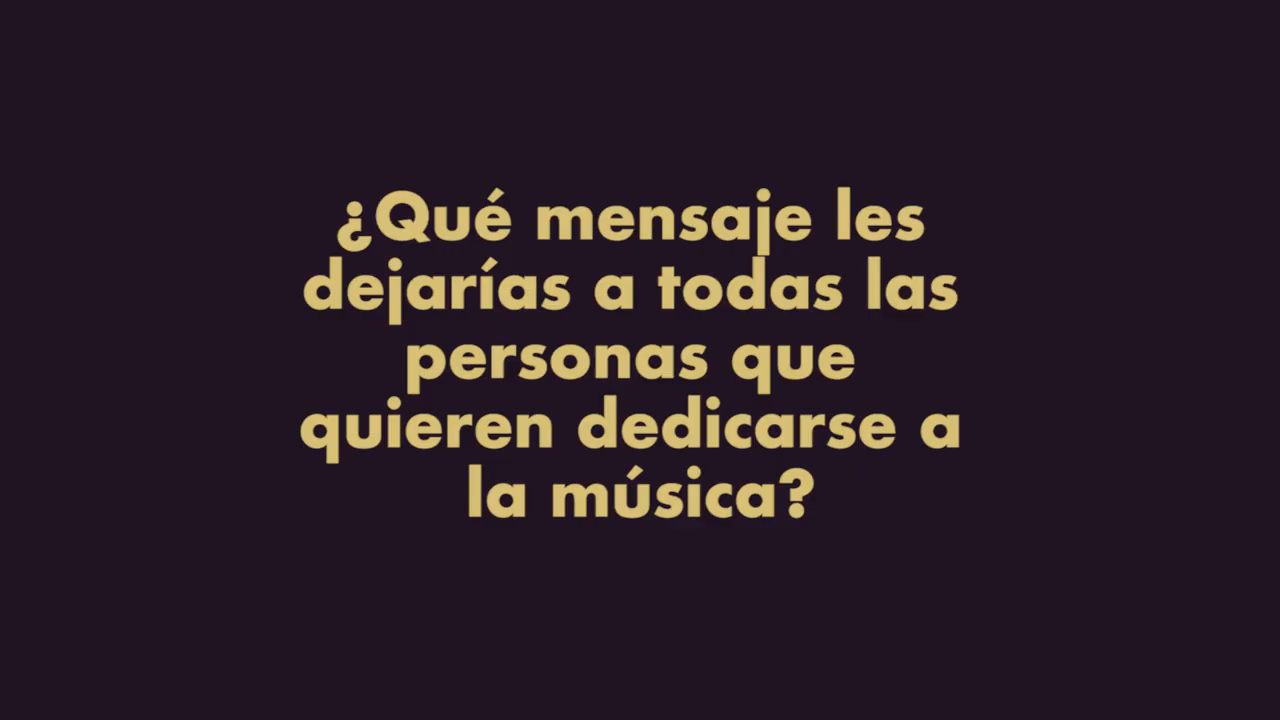 ¿Qué mensaje les
dejarías a todas las
personas que
quieren dedicarse a
la música?